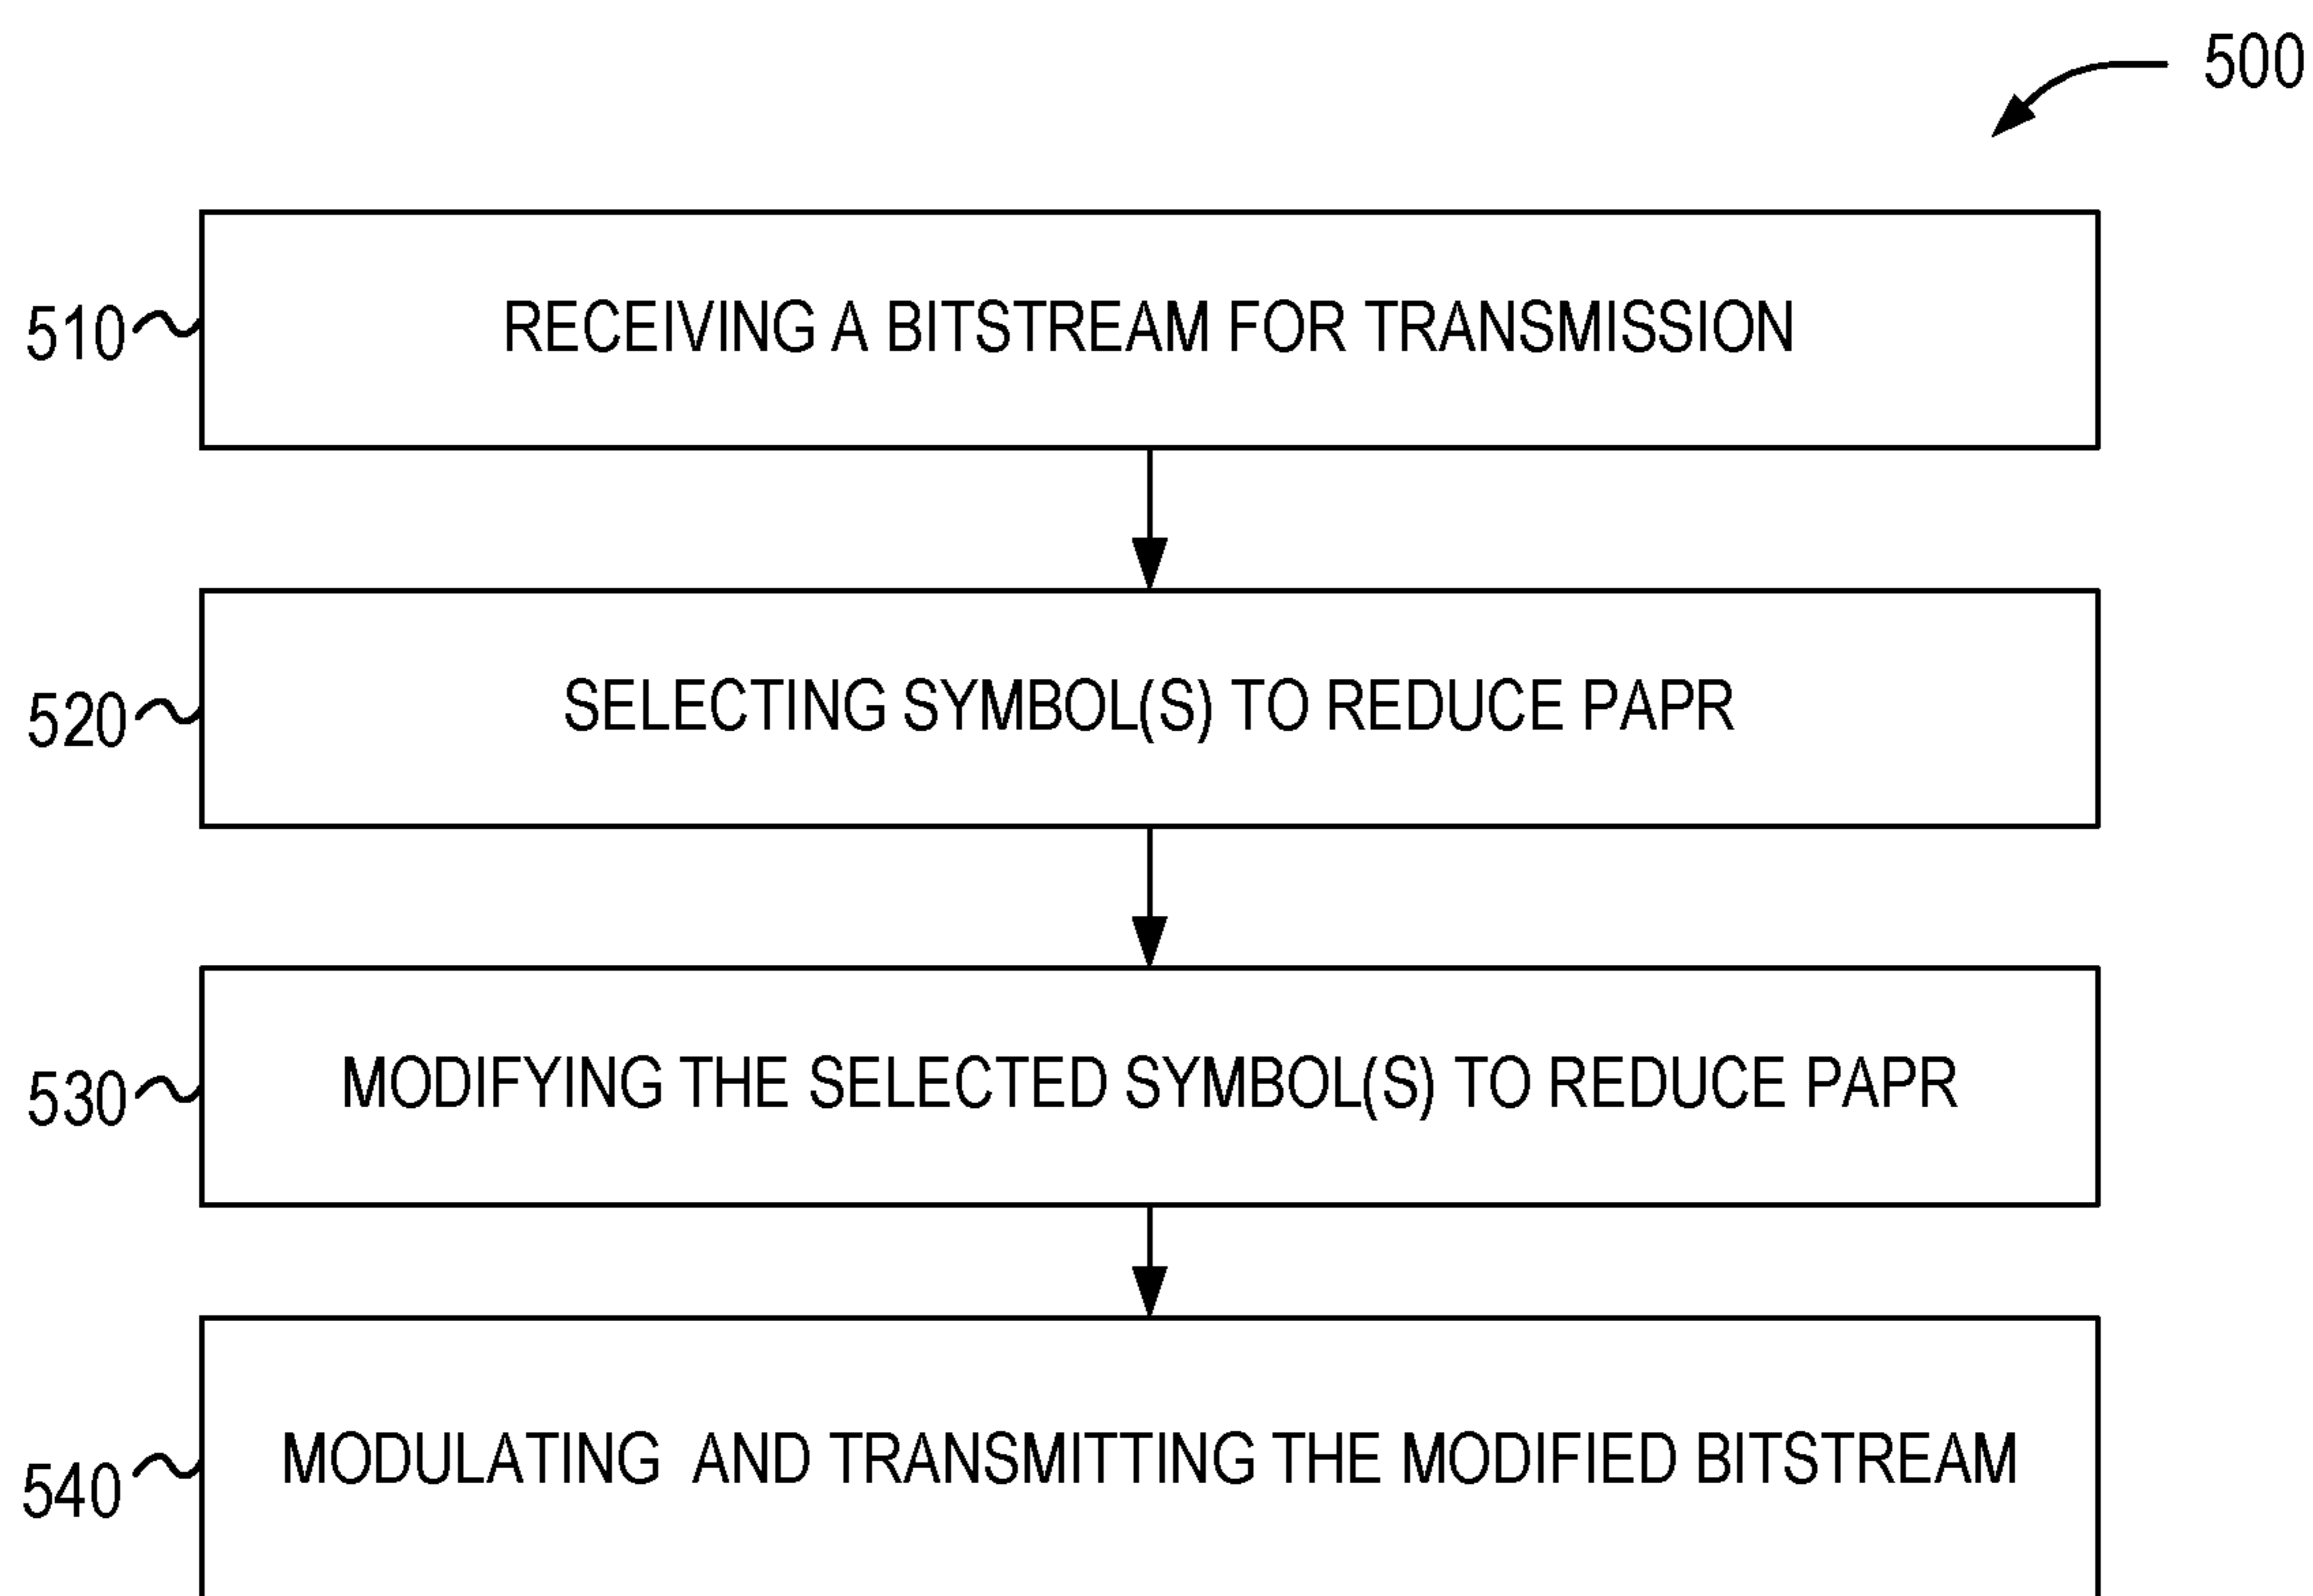 500
510
RECEIVING A BITSTREAM FOR TRANSMISSION
520
SELECTING SYMBOL(S) TO REDUCE PAPR
530
MODIFYING THE SELECTED SYMBOL(S) TO REDUCE PAPR
540
MODULATING AND TRANSMITTING THE MODIFIED BITSTREAM